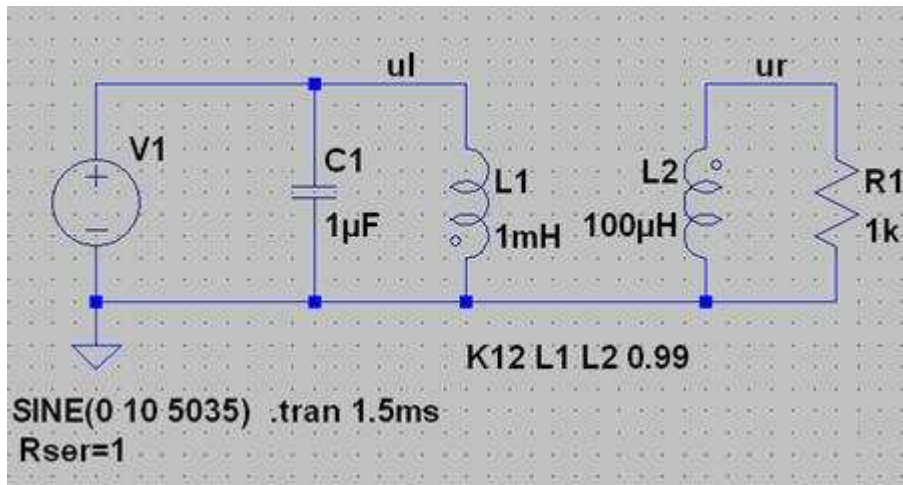 ul
ur
V1
C1
L1
L2
R1
1µF
1mH
100µH
1k
K12 L1 L2 0.99
SINE(0 10 5035) .tran 1.5ms
Rser=1